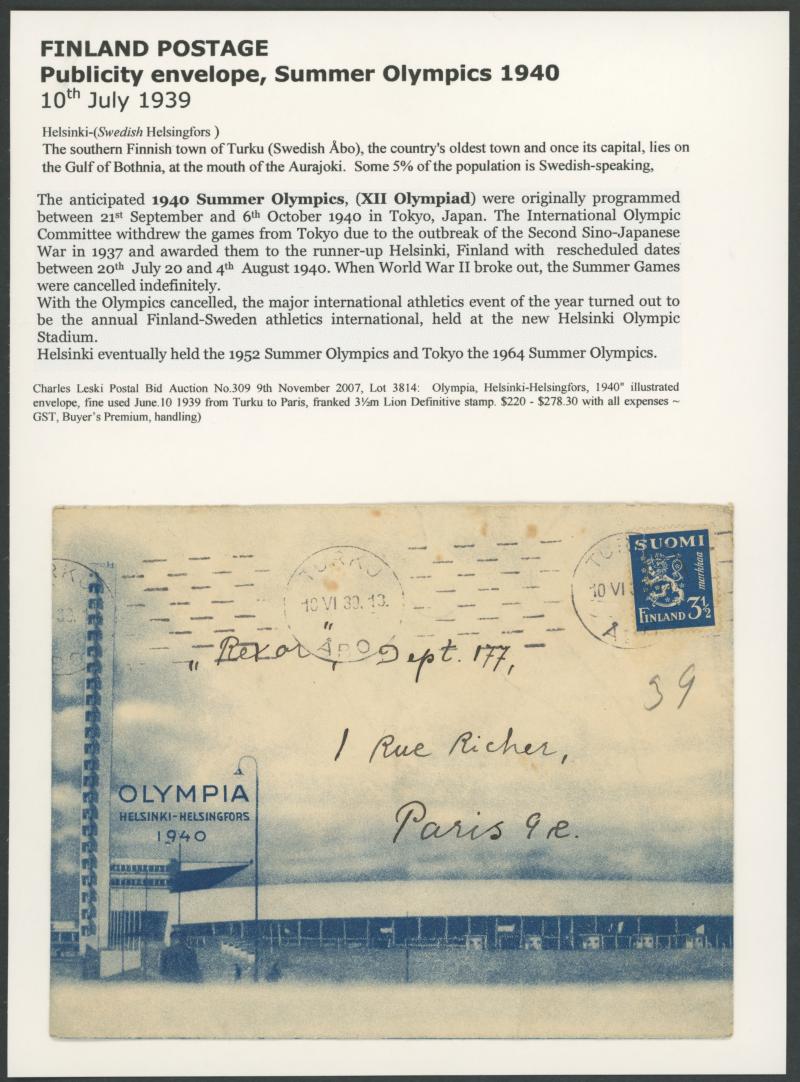 FINLAND POSTAGE
Publicity envelope, Summer Olympics 1940
10th July 1939
Helsinki-(Swedish Helsingfors )
The southern Finnish town of Turku (Swedish Åbo), the country's oldest town and once its capital, lies on
the Gulf of Bothnia, at the mouth of the Aurajoki. Some 5% of the population is Swedish-speaking,
The anticipated 1940 Summer Olympics, (XII Olympiad) were originally programmed
between 21st September and 6th October 1940 in Tokyo, Japan. The International Olympic
Committee withdrew the games from Tokyo due to the outbreak of the Second Sino-Japanese
War in 1937 and awarded them to the runner-up Helsinki, Finland with rescheduled dates
between 20th July 20 and 4th August 1940. When World War II broke out, the Summer Games
were cancelled indefinitely.
With the Olympics cancelled, the major international athletics event of the year turned out to
be the annual Finland-Sweden athletics international, held at the new Helsinki Olympic
Stadium.
Helsinki eventually held the 1952 Summer Olympics and Tokyo the 1964 Summer Olympics.
Charles Leski Postal Bid Auction No.309 9th November 2007, Lot 3814: Olympia, Helsinki-Helsingfors, 1940" illustrated
envelope, fine used June.10 1939 from Turku to Paris, franked 3½m Lion Definitive stamp. $220 - $278.30 with all expenses ~
GST, Buyer's Premium, handling)
TURKU
10 VI 39. 13.
ÅBO
SUOMI
markkaa
FINLAND 3½
„Rexor", Dept. 177,
39
1 Rue Richer,
Paris 9e.
OLYMPIA
HELSINKI-HELSINGFORS
1940